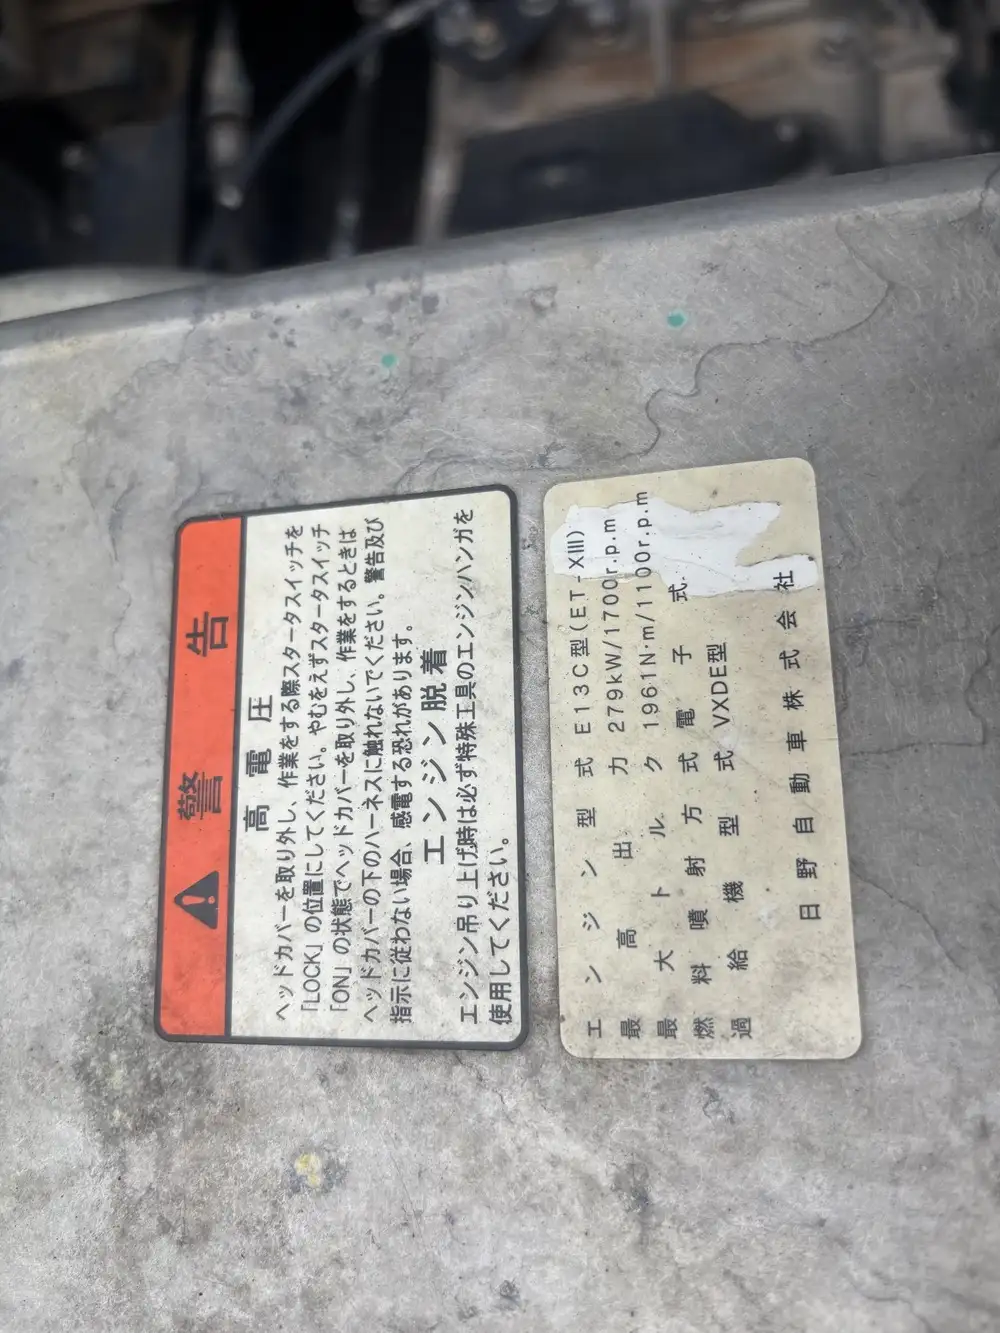 警告
高電圧
ヘッドカバーを取り外し、作業をする際スタータスイッチを
「LOCK」の位置にしてください。やむをえずスタータスイッチ
「ON」の状態でヘッドカバーを取り外し、作業をするときは
ヘッドカバーの下のハーネスに触れないでください。警告及び
指示に従わない場合、感電する恐れがあります。
エンジン脱着
エンジン吊り上げ時は必ず特殊工具のエンジンハンガを
使用してください。
エンジン型式 E13C型(ET-XIII)
最高出力 279kW/1700r.p.m
最大トルク 1961N·m/1100r.p.m
燃料噴射方式 電子式
過給機型式 VXDE型
日野自動車株式会社